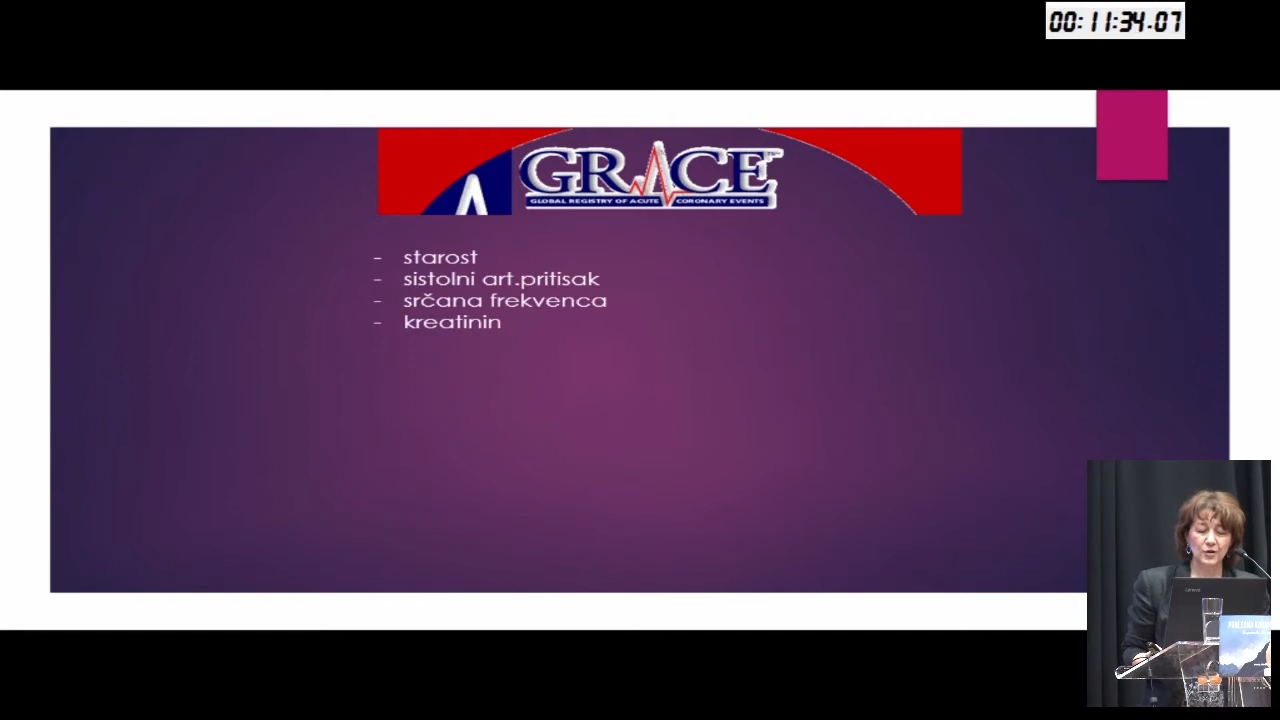 00:11:34.07
GRACE
GLOBAL REGISTRY OF ACUTE CORONARY EVENTS
- starost
- sistolni art.pritisak
- srčana frekvenca
- kreatinin